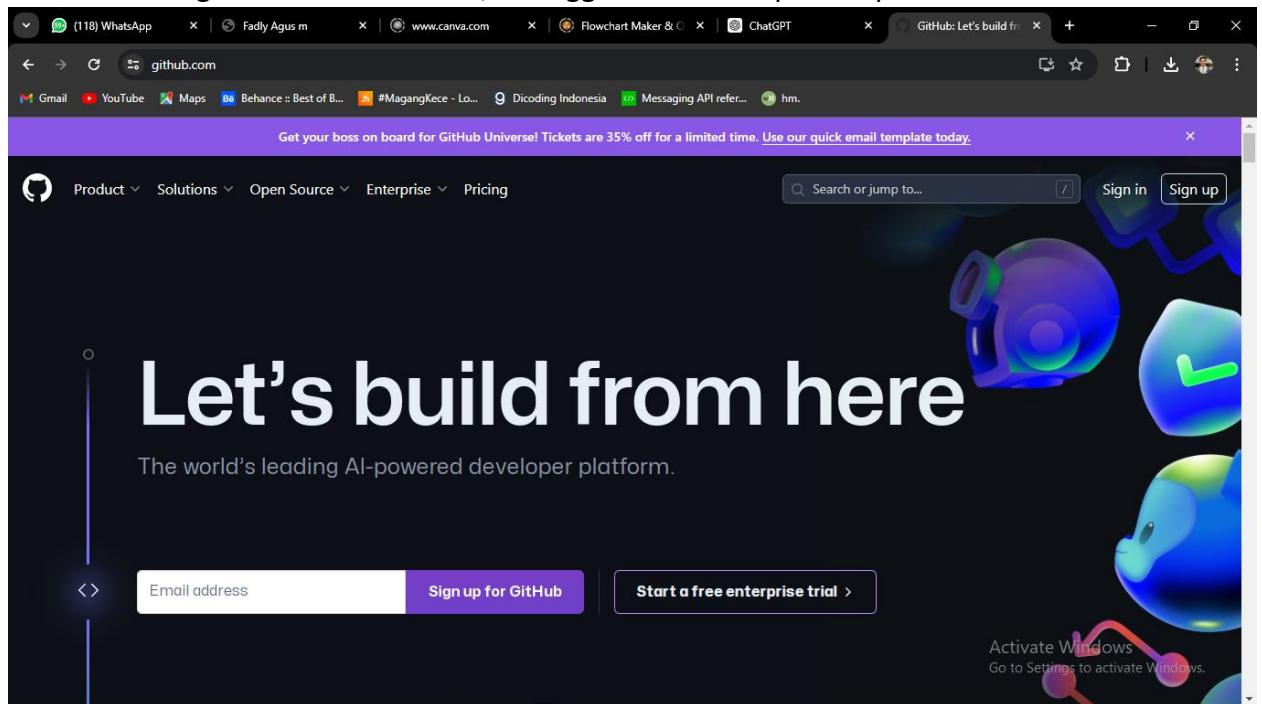 (118) WhatsApp
Fadly Agus m
www.canva.com
Flowchart Maker & O
ChatGPT
GitHub: Let's build fro
github.com
Gmail
YouTube
Maps
Behance :: Best of B...
#MagangKece - Lo...
Dicoding Indonesia
Messaging API refer...
hm.
Get your boss on board for GitHub Universe! Tickets are 35% off for a limited time. Use our quick email template today.
Product Solutions Open Source Enterprise Pricing
Search or jump to... /
Sign in Sign up
Let's build from here
The world's leading AI-powered developer platform.
Email address
Sign up for GitHub
Start a free enterprise trial
Activate Windows
Go to Settings to activate Windows.